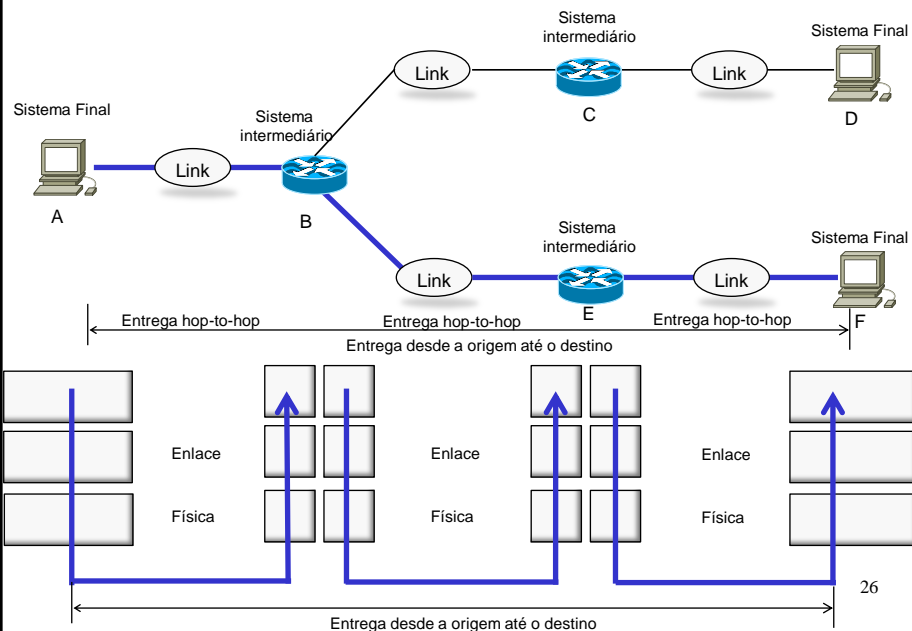 Sistema
intermediário
Sistema Final
Link
Link
C
D
Sistema Final
Sistema
intermediário
Link
A
B
Sistema
intermediário
Sistema Final
Link
Link
E
F
Entrega hop-to-hop
Entrega hop-to-hop
Entrega hop-to-hop
Entrega desde a origem até o destino
Enlace
Enlace
Enlace
Física
Física
Física
26
Entrega desde a origem até o destino